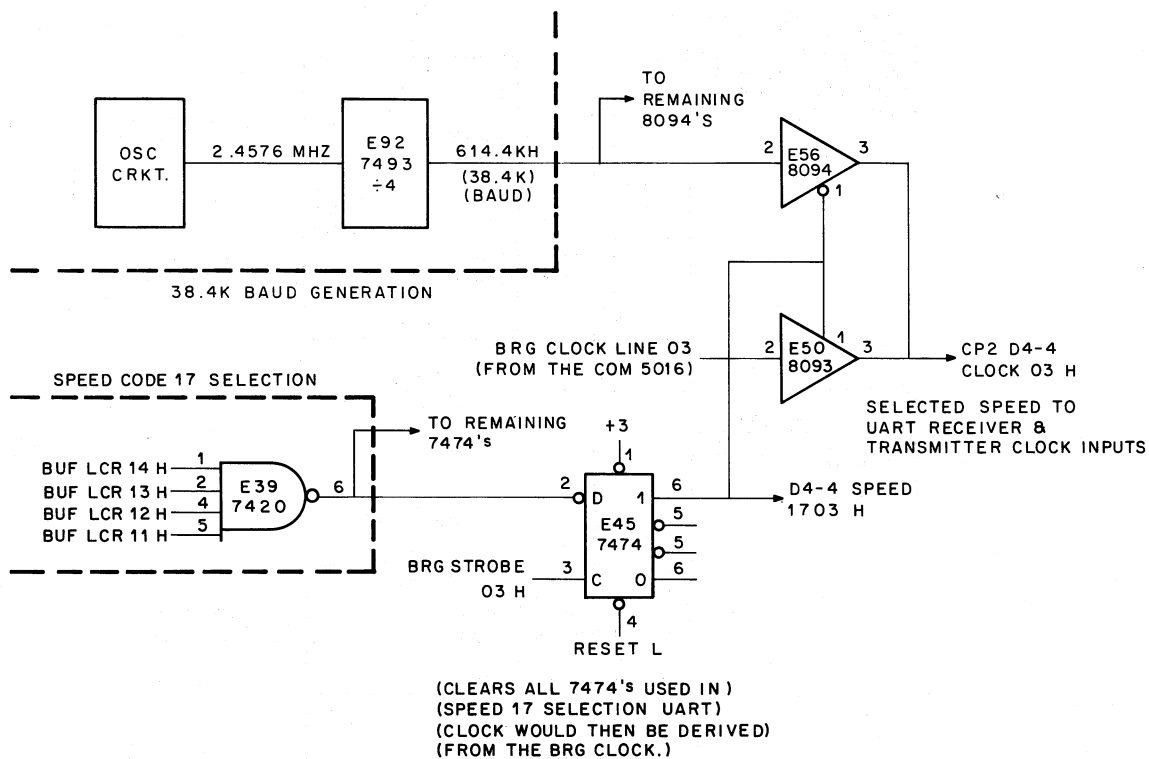 TO
REMAINING
8094'S
OSC
CRKT.
2.4576 MHZ
E92
7493
÷4
614.4KH
(38.4K)
(BAUD)
2
E56
8094
3
1
38.4K BAUD GENERATION
BRG CLOCK LINE 03
(FROM THE COM 5016)
2
E50
8093
1
3
CP2 D4-4
CLOCK 03 H
SELECTED SPEED TO
UART RECEIVER &
TRANSMITTER CLOCK INPUTS
SPEED CODE 17 SELECTION
TO REMAINING
7474's
BUF LCR 14 H
1
BUF LCR 13 H
2
BUF LCR 12 H
4
BUF LCR 11 H
5
E39
7420
6
+3
1
2
D
1
6
D4-4 SPEED
1703 H
E45
7474
5
5
BRG STROBE
03 H
3
C
0
6
4
RESET L
(CLEARS ALL 7474's USED IN)
(SPEED 17 SELECTION UART)
(CLOCK WOULD THEN BE DERIVED)
(FROM THE BRG CLOCK.)